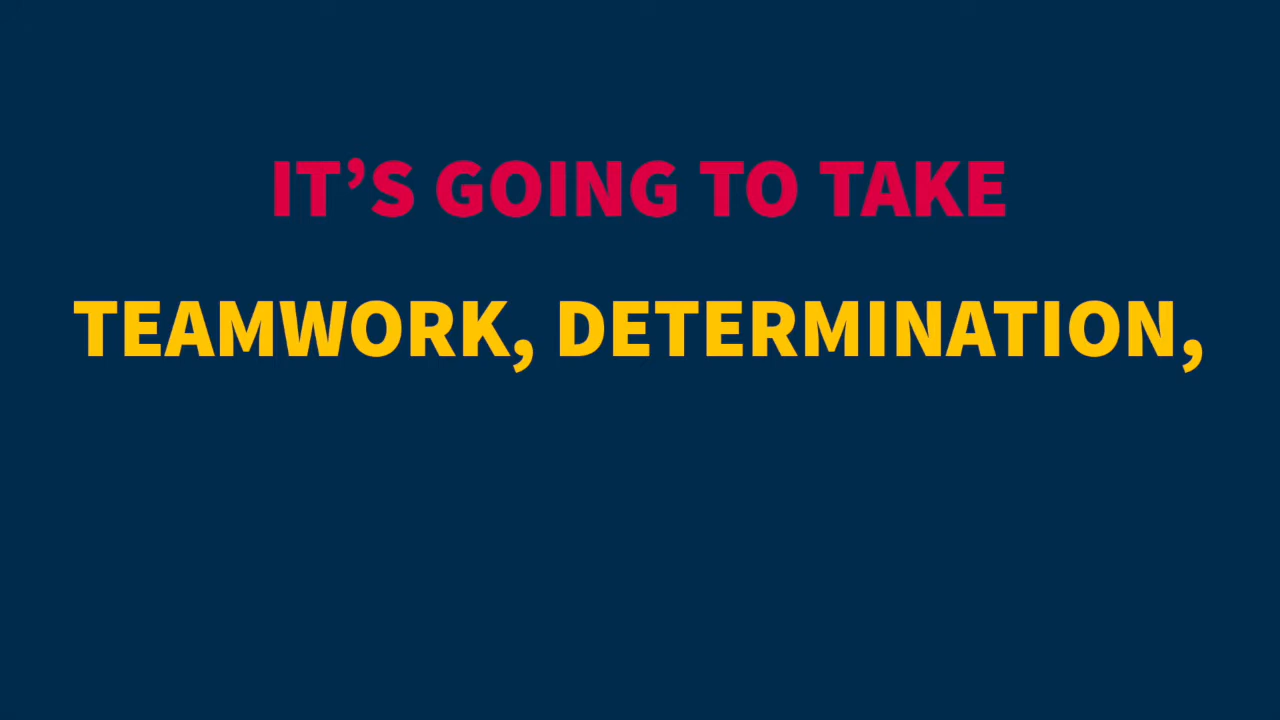 IT’S GOING TO TAKE
TEAMWORK, DETERMINATION,